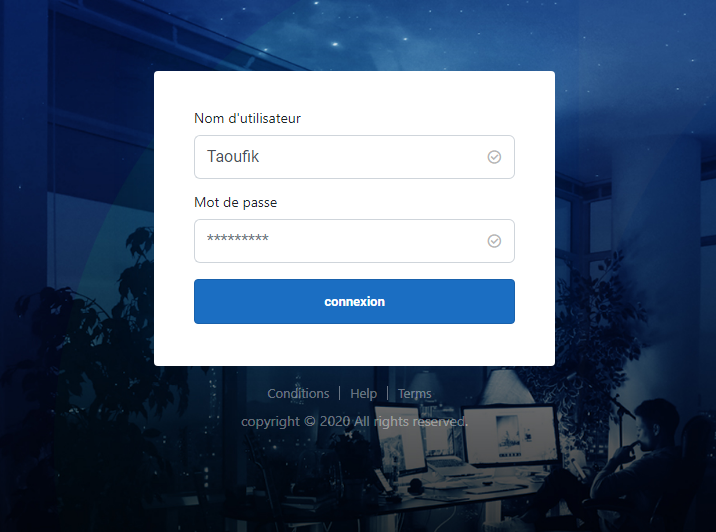 Nom d'utilisateur
Taoufik
Mot de passe
*********
connexion
Conditions | Help | Terms
copyright © 2020 All rights reserved.